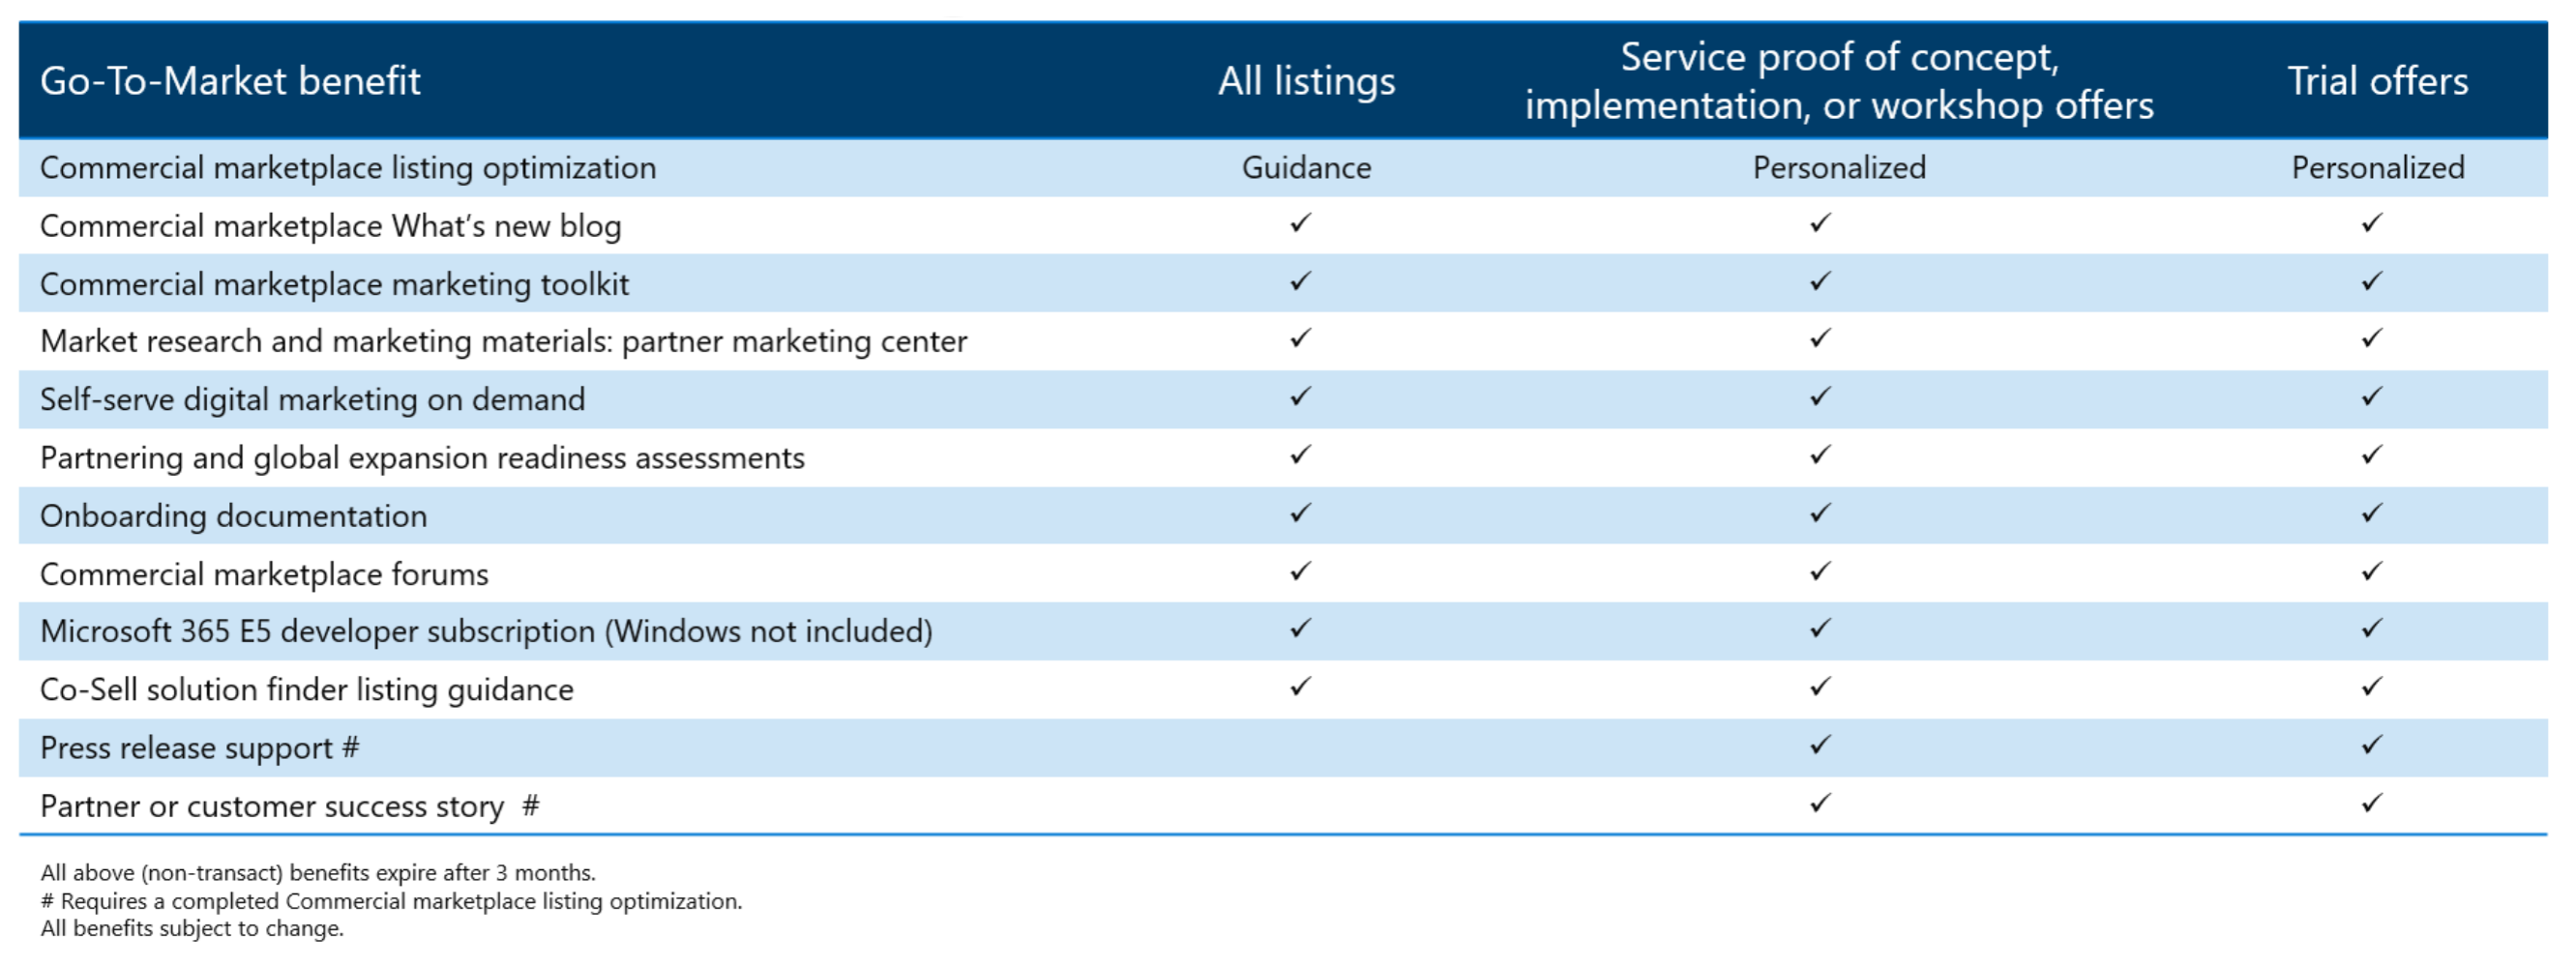 Go-To-Market benefit All listings Service proof of concept, implementation, or workshop offers Trial offers
Commercial marketplace listing optimization Guidance Personalized Personalized
Commercial marketplace What's new blog ✓ ✓ ✓
Commercial marketplace marketing toolkit ✓ ✓ ✓
Market research and marketing materials: partner marketing center ✓ ✓ ✓
Self-serve digital marketing on demand ✓ ✓ ✓
Partnering and global expansion readiness assessments ✓ ✓ ✓
Onboarding documentation ✓ ✓ ✓
Commercial marketplace forums ✓ ✓ ✓
Microsoft 365 E5 developer subscription (Windows not included) ✓ ✓ ✓
Co-Sell solution finder listing guidance ✓ ✓ ✓
Press release support # ✓ ✓
Partner or customer success story # ✓ ✓
All above (non-transact) benefits expire after 3 months.
# Requires a completed Commercial marketplace listing optimization.
All benefits subject to change.